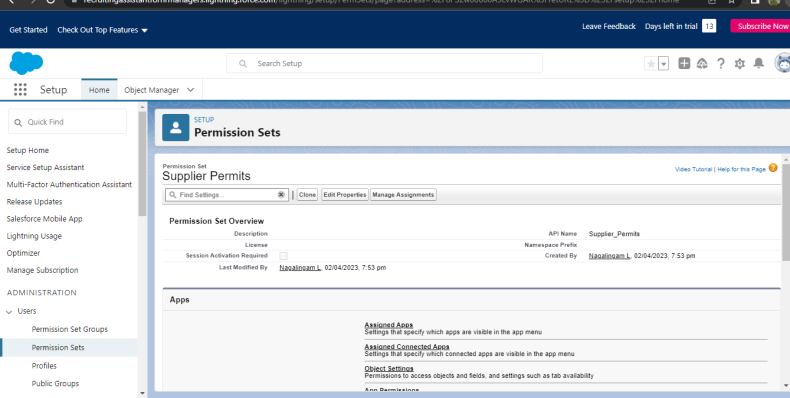 Get Started Check Out Top Features
Leave Feedback Days left in trial 13 Subscribe Now
Search Setup
Setup Home Object Manager
Quick Find
Setup Home
Service Setup Assistant
Multi-Factor Authentication Assistant
Release Updates
Salesforce Mobile App
Lightning Usage
Optimizer
Manage Subscription
ADMINISTRATION
Users
Permission Set Groups
Permission Sets
Profiles
Public Groups
SETUP
Permission Sets
Permission Set
Supplier Permits
Video Tutorial | Help for this Page
Find Settings... Clone Edit Properties Manage Assignments
Permission Set Overview
Description API Name Supplier_Permits
License Namespace Prefix
Session Activation Required Created By Nagalingam L, 02/04/2023, 7:53 pm
Last Modified By Nagalingam L, 02/04/2023, 7:53 pm
Apps
Assigned Apps
Settings that specify which apps are visible in the app menu
Assigned Connected Apps
Settings that specify which connected apps are visible in the app menu
Object Settings
Permissions to access objects and fields, and settings such as tab availability
App Permissions